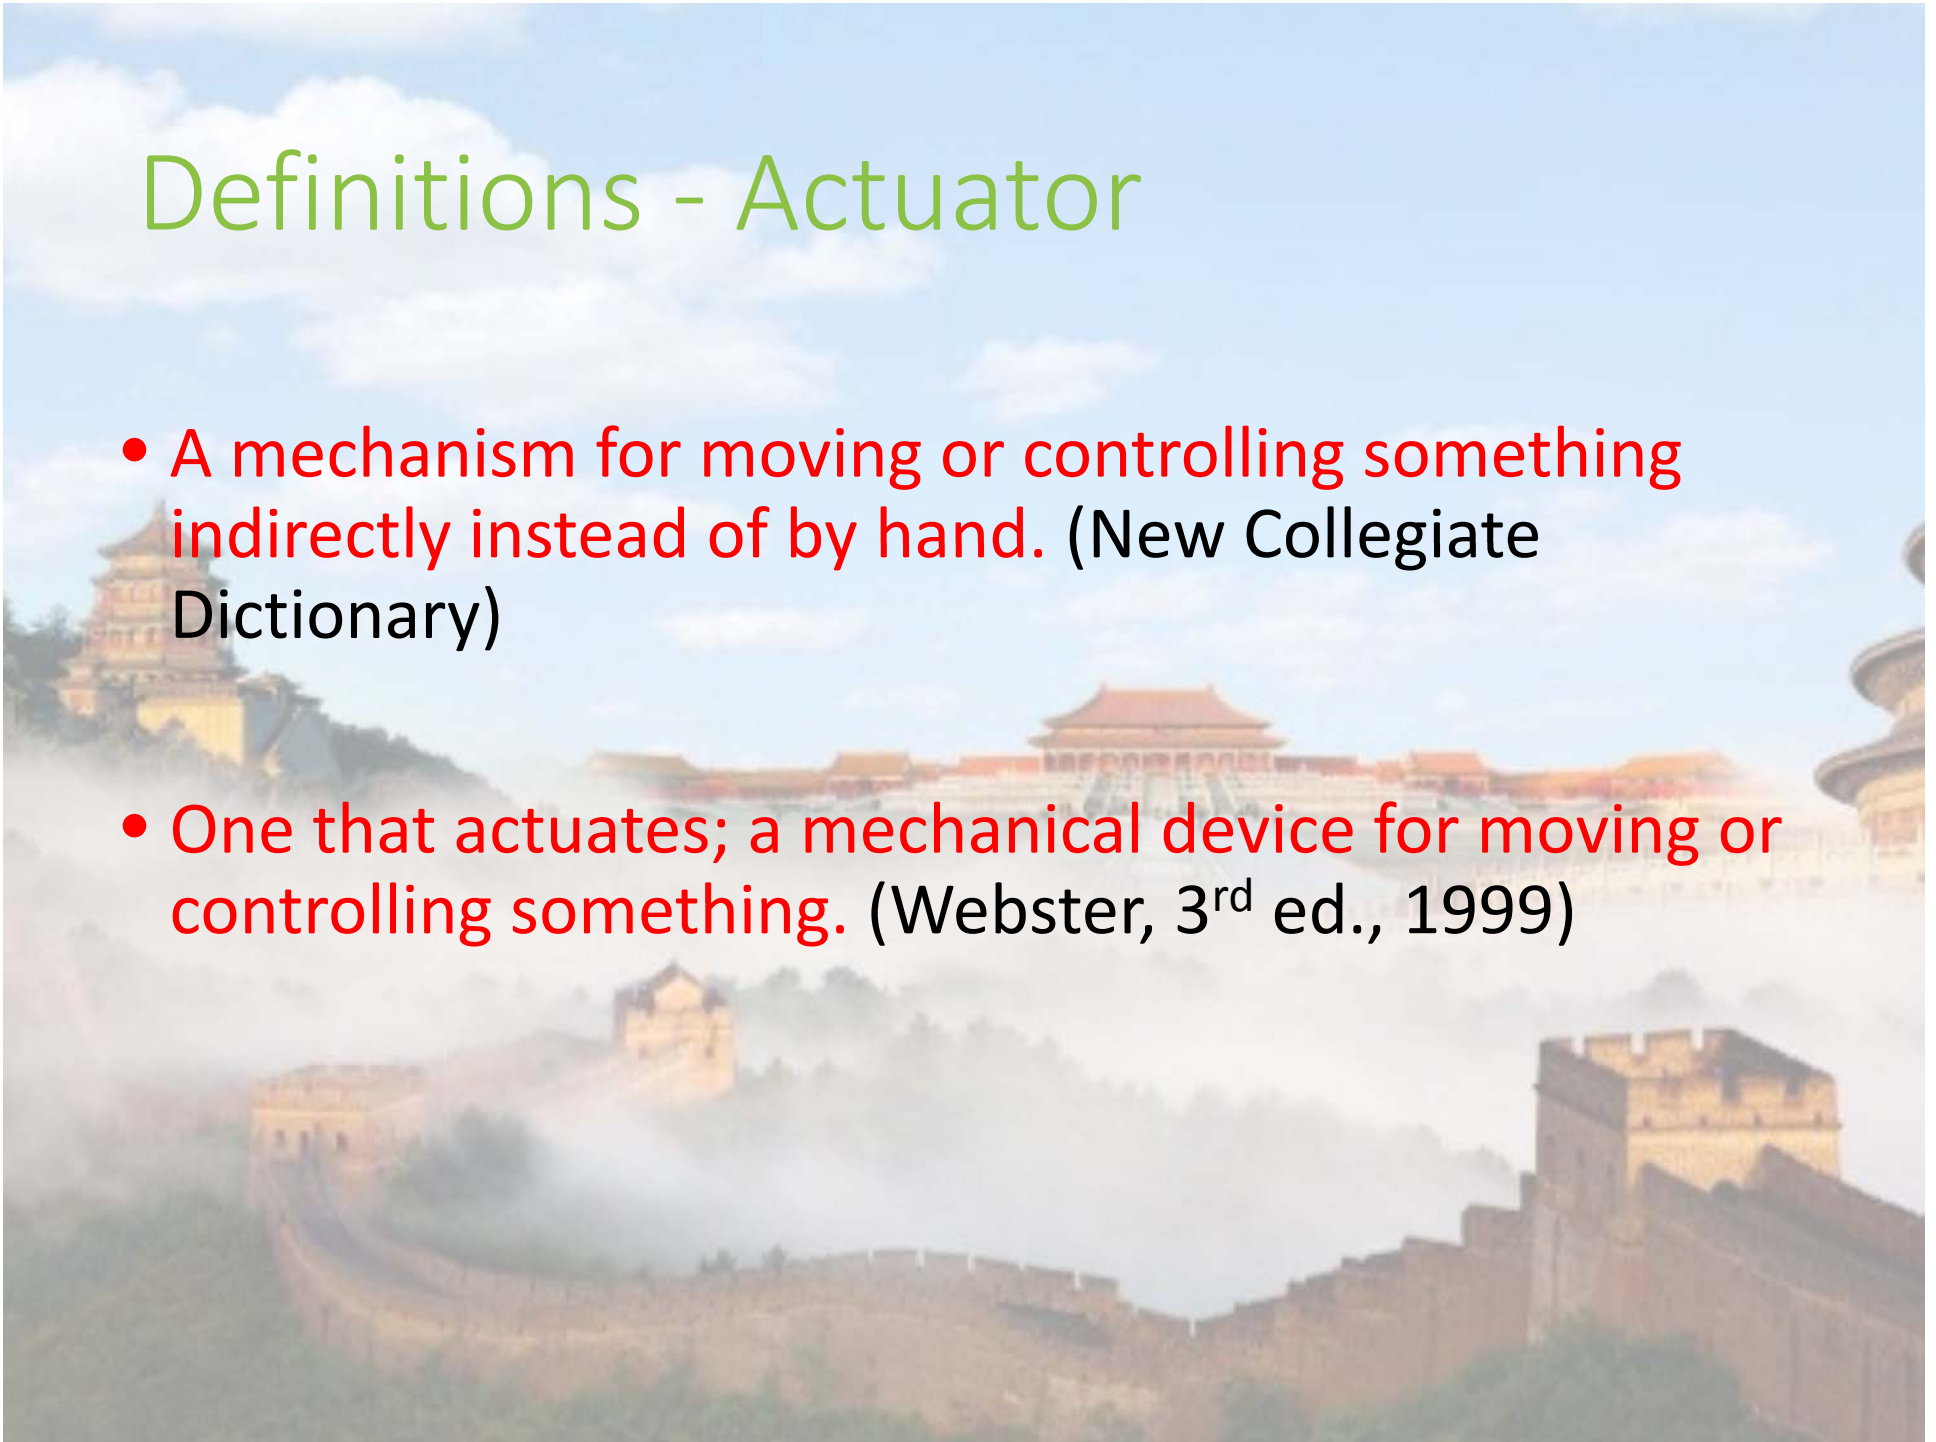 Definitions - Actuator
• A mechanism for moving or controlling something
indirectly instead of by hand. (New Collegiate
Dictionary)
• One that actuates; a mechanical device for moving or
controlling something. (Webster, 3rd ed., 1999)